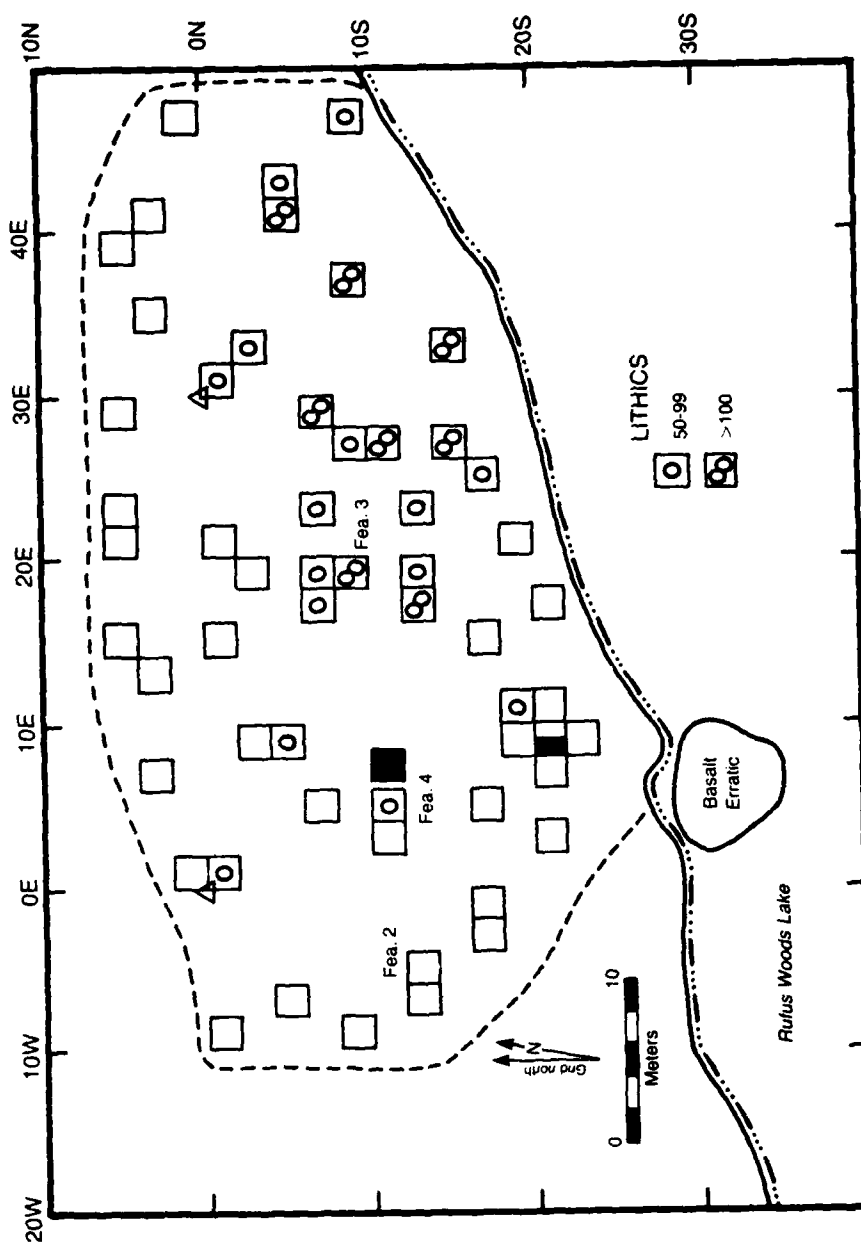 20W
10W
0E
10E
20E
30E
40E
10N
0N
10S
20S
30S
Fea. 2
Fea. 4
Fea. 3
Grid north
N
0
10
Meters
LITHICS
50-99
>100
Basalt
Erratic
Rufus Woods Lake